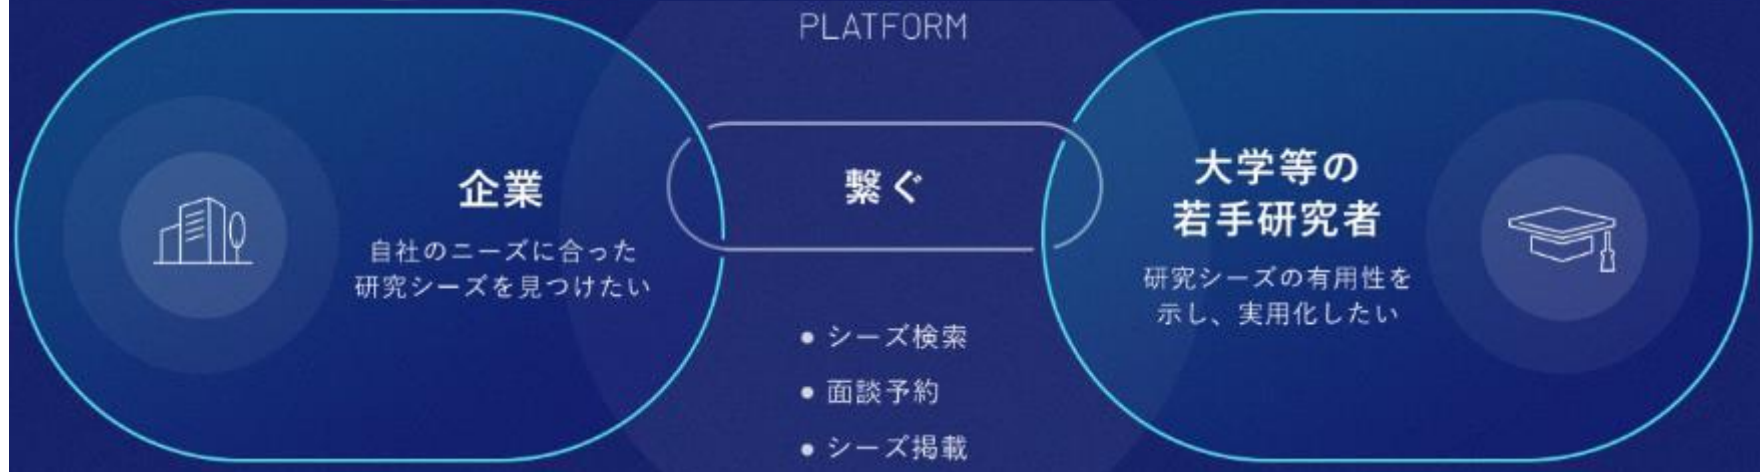 PLATFORM
企業
自社のニーズに合った
研究シーズを見つけたい
繋ぐ
● シーズ検索
● 面談予約
● シーズ掲載
大学等の
若手研究者
研究シーズの有用性を
示し、実用化したい